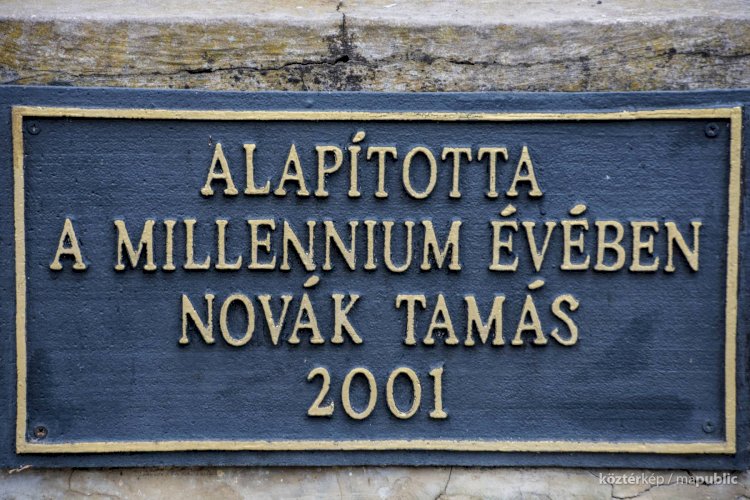 ALAPÍTOTTA
A MILLENNIUM ÉVÉBEN
NOVÁK TAMÁS
2001
köztérkép / mapublic